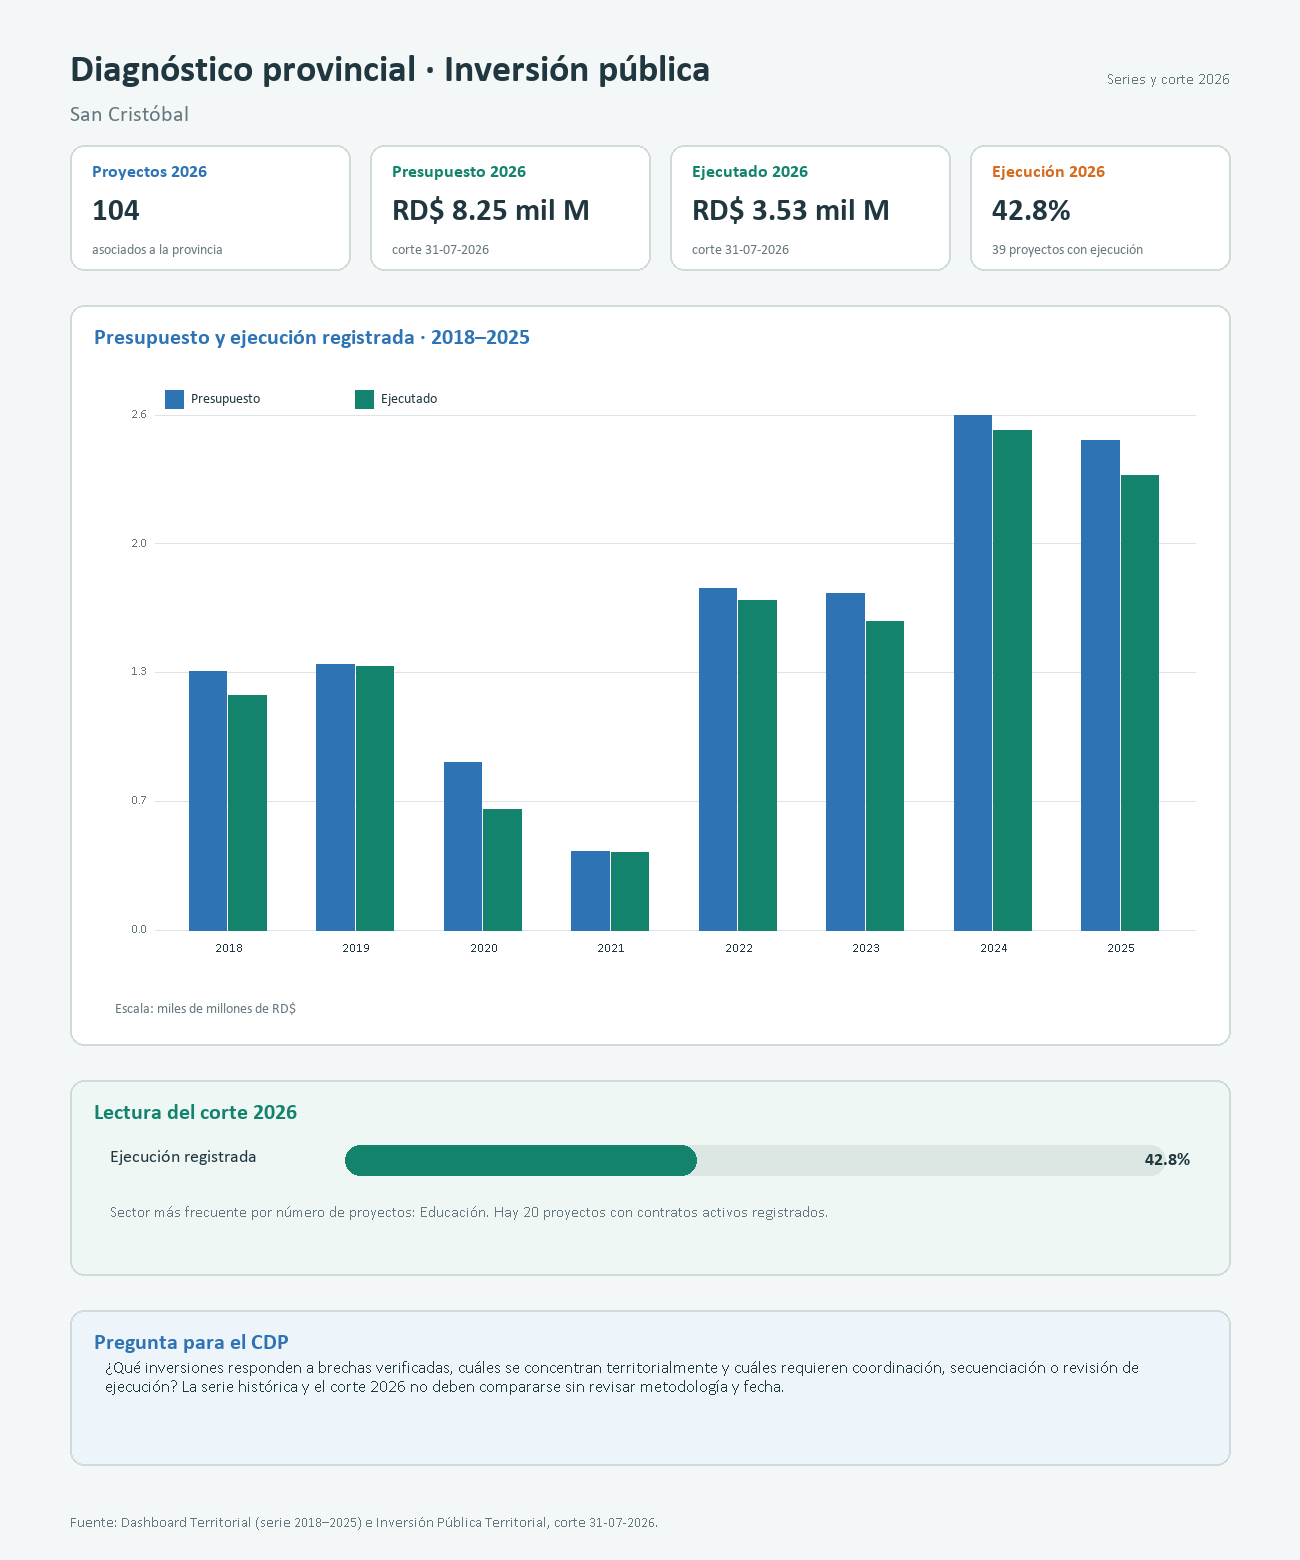 Diagnóstico provincial · Inversión pública
Series y corte 2026
San Cristóbal
Proyectos 2026
104
asociados a la provincia
Presupuesto 2026
RD$ 8.25 mil M
corte 31-07-2026
Ejecutado 2026
RD$ 3.53 mil M
corte 31-07-2026
Ejecución 2026
42.8%
39 proyectos con ejecución
Presupuesto y ejecución registrada · 2018–2025
Presupuesto
Ejecutado
2.6
2.0
1.3
0.7
0.0
2018
2019
2020
2021
2022
2023
2024
2025
Escala: miles de millones de RD$
Lectura del corte 2026
Ejecución registrada
42.8%
Sector más frecuente por número de proyectos: Educación. Hay 20 proyectos con contratos activos registrados.
Pregunta para el CDP
¿Qué inversiones responden a brechas verificadas, cuáles se concentran territorialmente y cuáles requieren coordinación, secuenciación o revisión de
ejecución? La serie histórica y el corte 2026 no deben compararse sin revisar metodología y fecha.
Fuente: Dashboard Territorial (serie 2018–2025) e Inversión Pública Territorial, corte 31-07-2026.